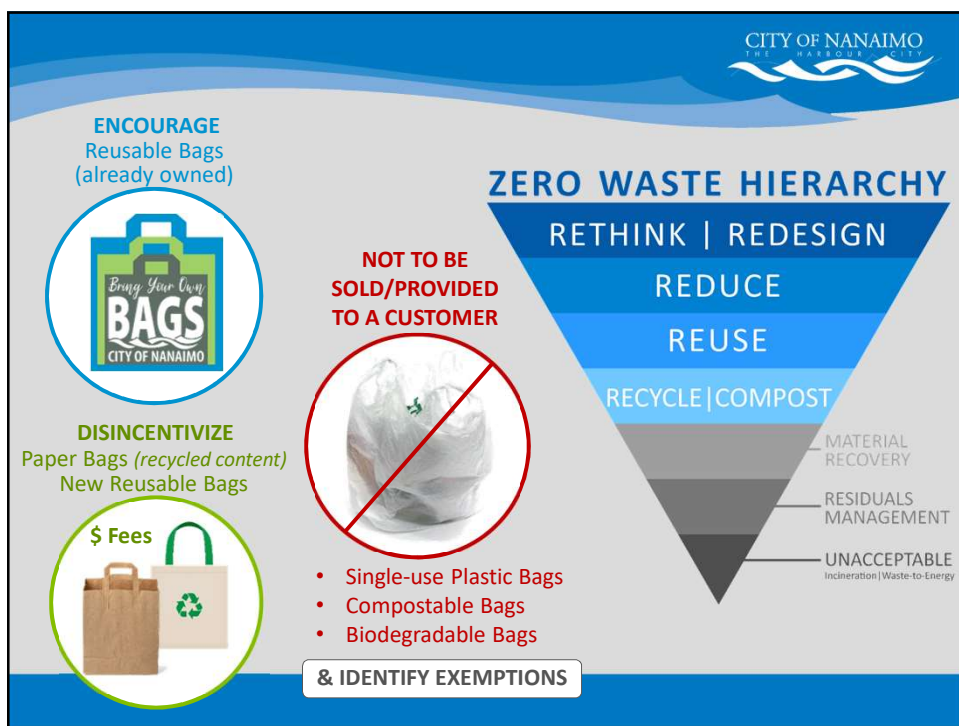 CITY OF NANAIMO
THE HARBOUR CITY
ENCOURAGE
Reusable Bags
(already owned)
Bring Your Own
BAGS
CITY OF NANAIMO
DISINCENTIVIZE
Paper Bags (recycled content)
New Reusable Bags
$ Fees
NOT TO BE
SOLD/PROVIDED
TO A CUSTOMER
• Single-use Plastic Bags
• Compostable Bags
• Biodegradable Bags
& IDENTIFY EXEMPTIONS
ZERO WASTE HIERARCHY
RETHINK | REDESIGN
REDUCE
REUSE
RECYCLE|COMPOST
MATERIAL
RECOVERY
RESIDUALS
MANAGEMENT
UNACCEPTABLE
Incineration|Waste-to-Energy